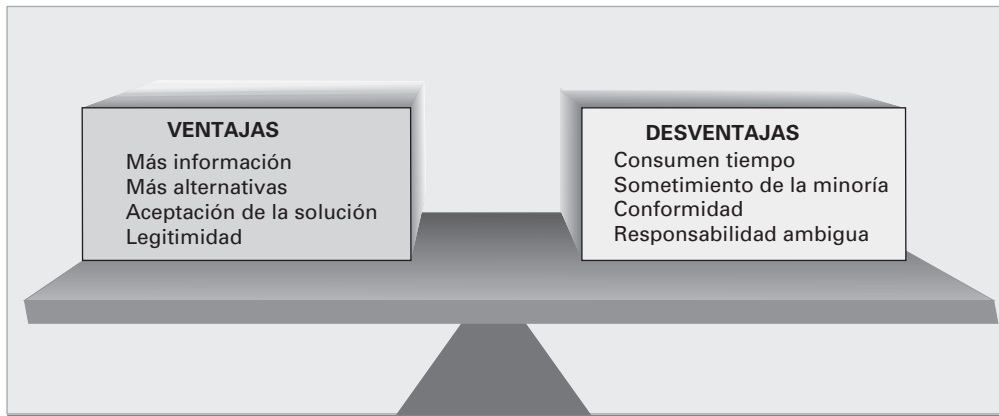 VENTAJAS
Más información
Más alternativas
Aceptación de la solución
Legitimidad
DESVENTAJAS
Consumen tiempo
Sometimiento de la minoría
Conformidad
Responsabilidad ambigua